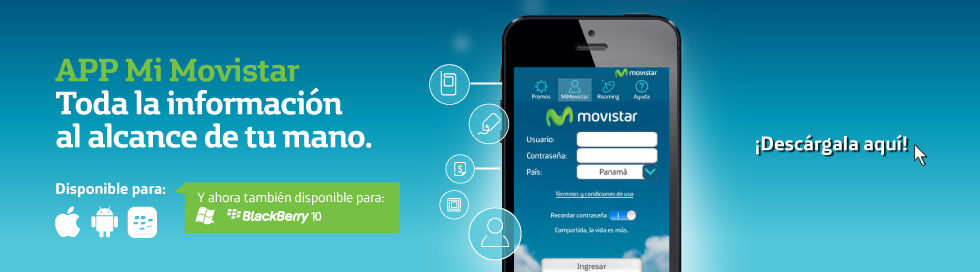 APP Mi Movistar
Toda la información
al alcance de tu mano.
Disponible para:
Y ahora también disponible para:
BlackBerry 10
movistar
Promos MiMovistar Roaming Ayuda
movistar
Usuario:
Contraseña:
País: Panamá
Términos y condiciones de uso
Recordar contraseña
Compartida, la vida es más.
Ingresar
¡Descárgala aquí!